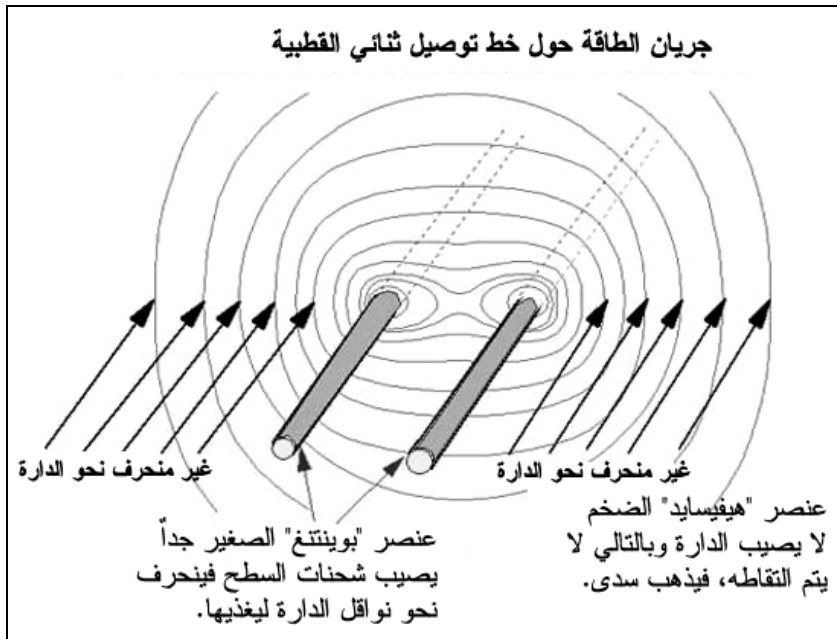 جريان الطاقة حول خط توصيل ثنائي القطبية
غير منحرف نحو الدارة
غير منحرف نحو الدارة
عنصر "هيفيسايد" الضخم
لا يصيب الدارة وبالتالي لا
يتم التقاطه، فيذهب سدى.
عنصر "بوينتنغ" الصغير جداً
يصيب شحنات السطح فينحرف
نحو نواقل الدارة ليغذيها.